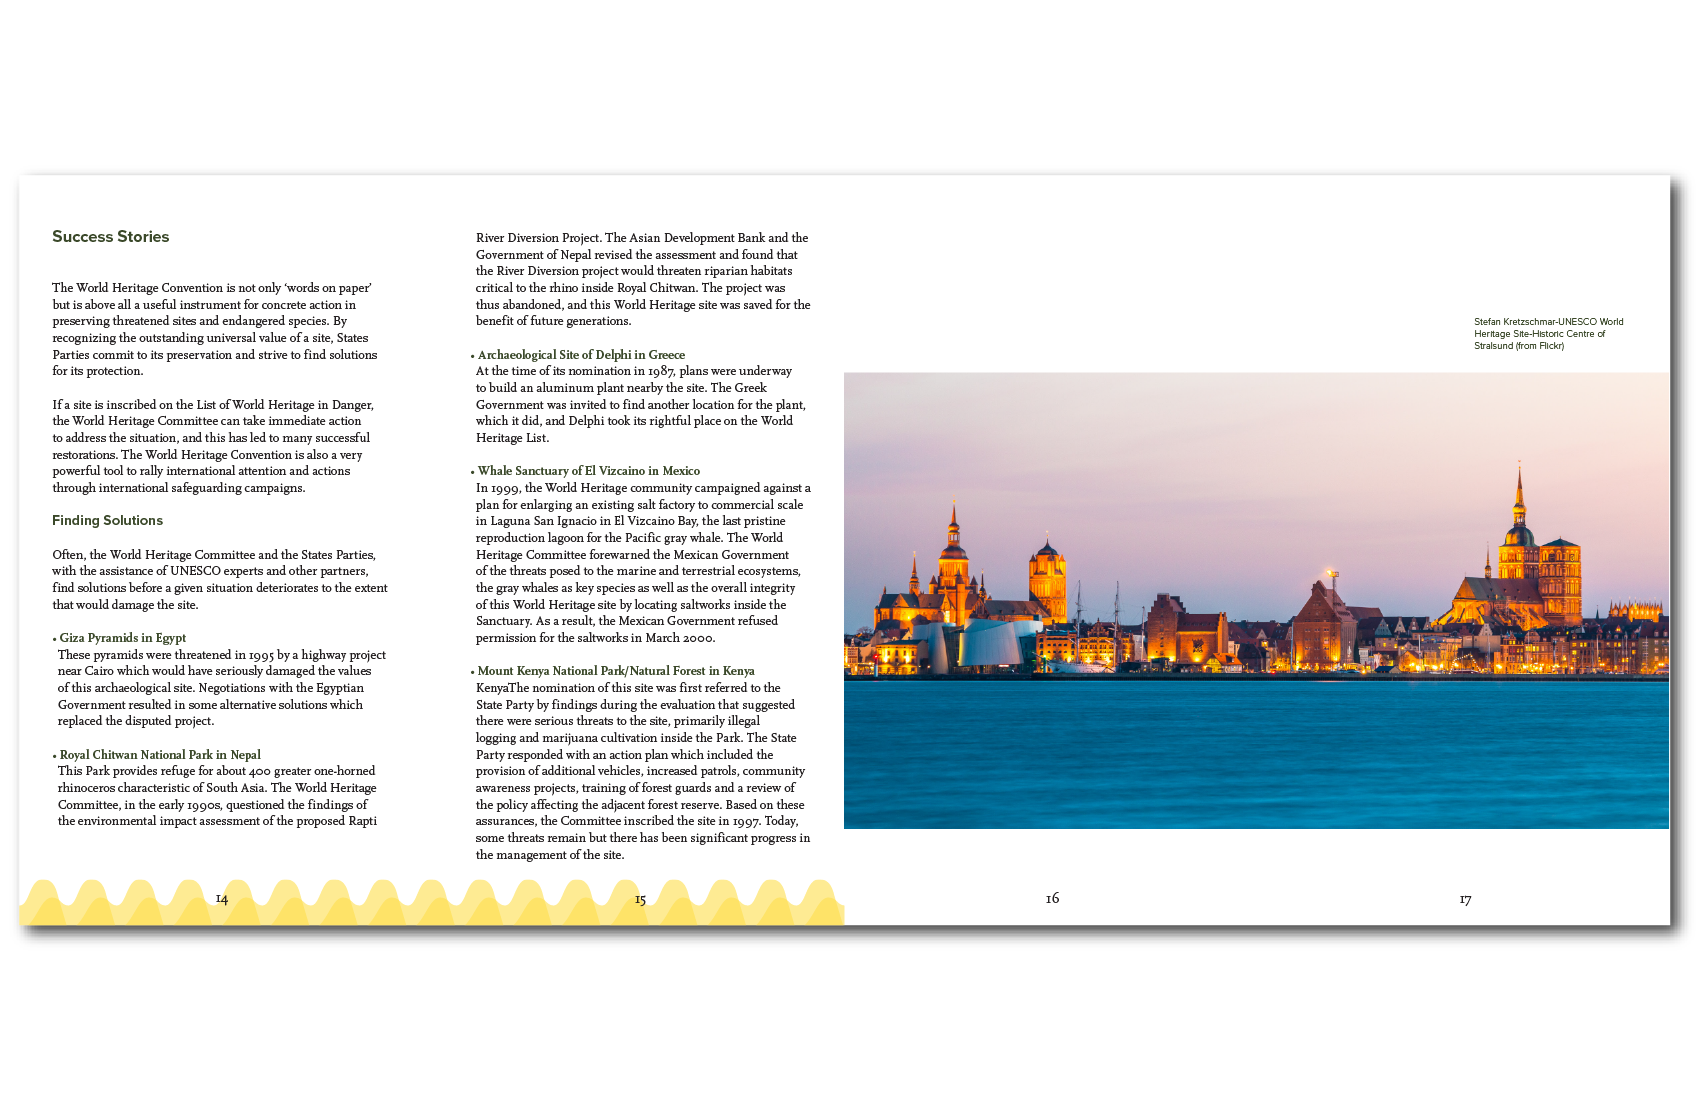 Success Stories
The World Heritage Convention is not only ‘words on paper’
but is above all a useful instrument for concrete action in
preserving threatened sites and endangered species. By
recognizing the outstanding universal value of a site, States
Parties commit to its preservation and strive to find solutions
for its protection.
If a site is inscribed on the List of World Heritage in Danger,
the World Heritage Committee can take immediate action
to address the situation, and this has led to many successful
restorations. The World Heritage Convention is also a very
powerful tool to rally international attention and actions
through international safeguarding campaigns.
Finding Solutions
Often, the World Heritage Committee and the States Parties,
with the assistance of UNESCO experts and other partners,
find solutions before a given situation deteriorates to the extent
that would damage the site.
• Giza Pyramids in Egypt
These pyramids were threatened in 1995 by a highway project
near Cairo which would have seriously damaged the values
of this archaeological site. Negotiations with the Egyptian
Government resulted in some alternative solutions which
replaced the disputed project.
• Royal Chitwan National Park in Nepal
This Park provides refuge for about 400 greater one-horned
rhinoceros characteristic of South Asia. The World Heritage
Committee, in the early 1990s, questioned the findings of
the environmental impact assessment of the proposed Rapti
14
River Diversion Project. The Asian Development Bank and the
Government of Nepal revised the assessment and found that
the River Diversion project would threaten riparian habitats
critical to the rhino inside Royal Chitwan. The project was
thus abandoned, and this World Heritage site was saved for the
benefit of future generations.
• Archaeological Site of Delphi in Greece
At the time of its nomination in 1987, plans were underway
to build an aluminum plant nearby the site. The Greek
Government was invited to find another location for the plant,
which it did, and Delphi took its rightful place on the World
Heritage List.
• Whale Sanctuary of El Vizcaino in Mexico
In 1999, the World Heritage community campaigned against a
plan for enlarging an existing salt factory to commercial scale
in Laguna San Ignacio in El Vizcaino Bay, the last pristine
reproduction lagoon for the Pacific gray whale. The World
Heritage Committee forewarned the Mexican Government
of the threats posed to the marine and terrestrial ecosystems,
the gray whales as key species as well as the overall integrity
of this World Heritage site by locating saltworks inside the
Sanctuary. As a result, the Mexican Government refused
permission for the saltworks in March 2000.
• Mount Kenya National Park/Natural Forest in Kenya
KenyaThe nomination of this site was first referred to the
State Party by findings during the evaluation that suggested
there were serious threats to the site, primarily illegal
logging and marijuana cultivation inside the Park. The State
Party responded with an action plan which included the
provision of additional vehicles, increased patrols, community
awareness projects, training of forest guards and a review of
the policy affecting the adjacent forest reserve. Based on these
assurances, the Committee inscribed the site in 1997. Today,
some threats remain but there has been significant progress in
the management of the site.
15
Stefan Kretzschmar-UNESCO World
Heritage Site-Historic Centre of
Stralsund (from Flickr)
16
17